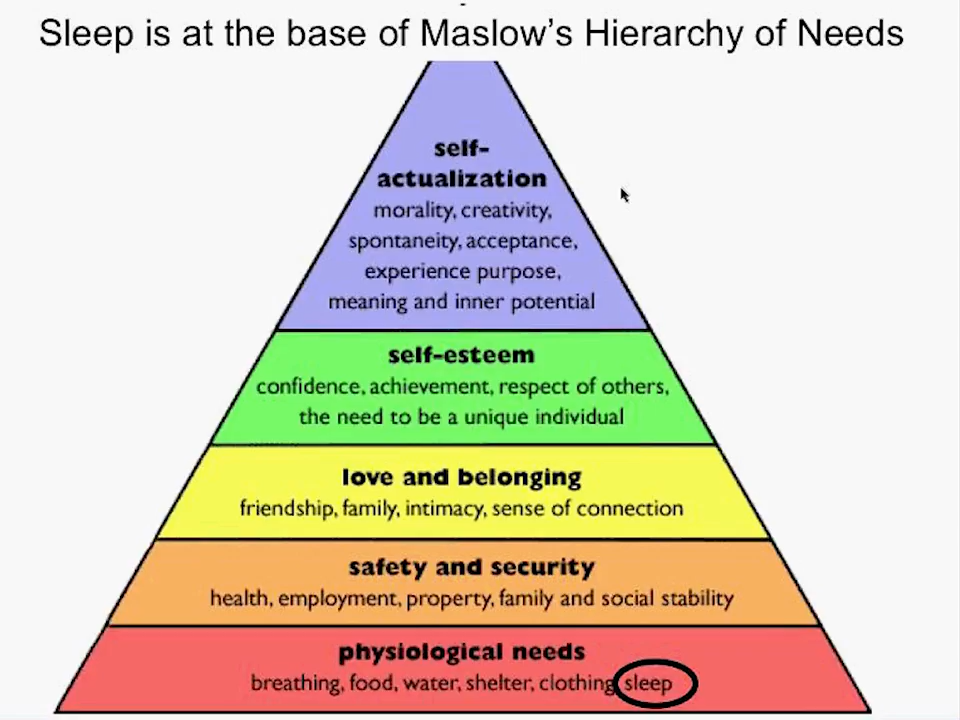 Sleep is at the base of Maslow's Hierarchy of Needs
self-
actualization
morality, creativity,
spontaneity, acceptance,
experience purpose,
meaning and inner potential
self-esteem
confidence, achievement, respect of others,
the need to be a unique individual
love and belonging
friendship, family, intimacy, sense of connection
safety and security
health, employment, property, family and social stability
physiological needs
breathing, food, water, shelter, clothing sleep